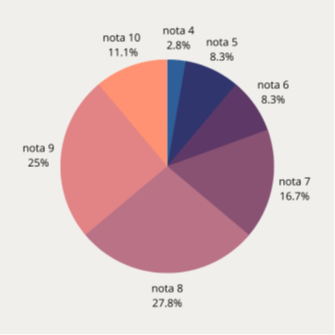 nota 4
2.8%
nota 5
8.3%
nota 6
8.3%
nota 7
16.7%
nota 8
27.8%
nota 9
25%
nota 10
11.1%